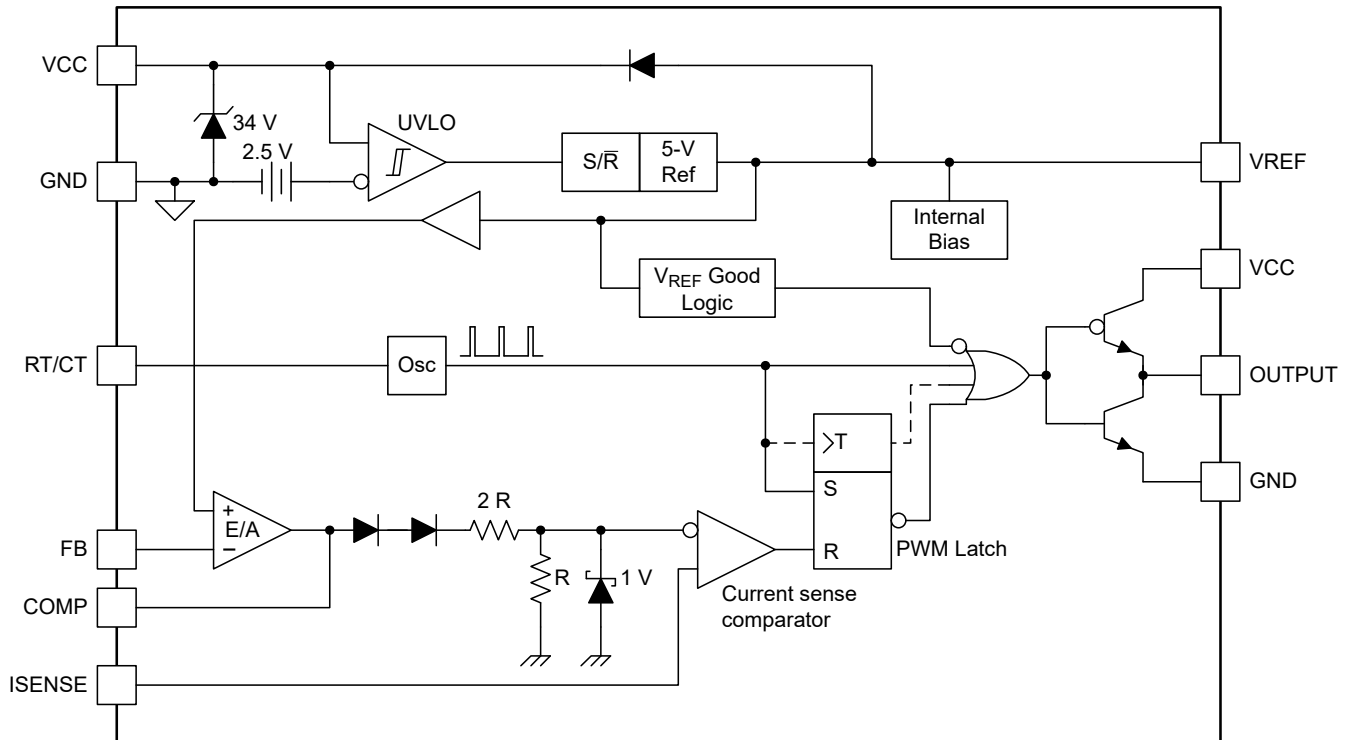 VCC
34 V
UVLO
2.5 V
S/R̅
5-V
Ref
GND
VREF
Internal
Bias
VREF Good
Logic
VCC
RT/CT
Osc
OUTPUT
>T
S
GND
+
E/A
−
2 R
FB
R
1 V
R
PWM Latch
COMP
Current sense
comparator
ISENSE